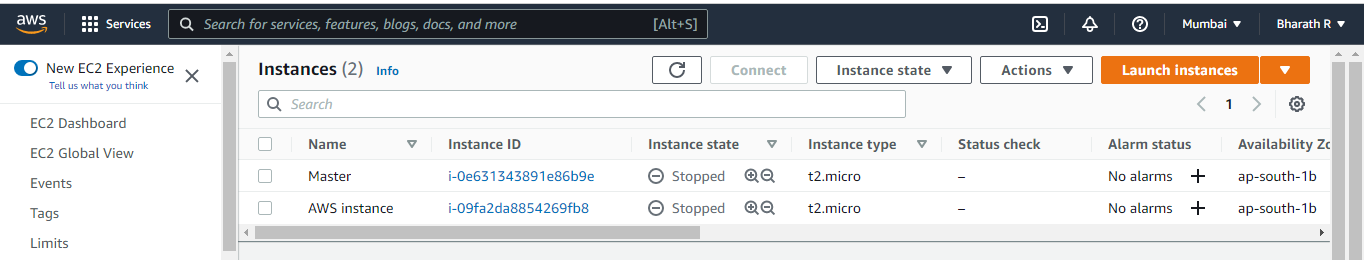 aws Services Search for services, features, blogs, docs, and more [Alt+S] Mumbai ▼ Bharath R ▼
New EC2 Experience
Tell us what you think
EC2 Dashboard
EC2 Global View
Events
Tags
Limits
Instances (2) Info Connect Instance state ▼ Actions ▼ Launch instances ▼
Search
1
Name Instance ID Instance state Instance type Status check Alarm status Availability Zo
Master i-0e631343891e86b9e Stopped t2.micro – No alarms + ap-south-1b
AWS instance i-09fa2da8854269fb8 Stopped t2.micro – No alarms + ap-south-1b